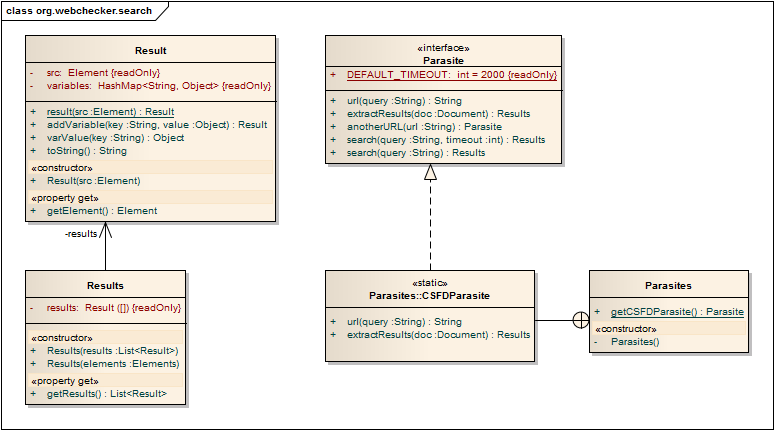 class org.webchecker.search
Result
- src: Element {readOnly}
- variables: HashMap<String, Object> {readOnly}
+ result(src :Element) : Result
+ addVariable(key :String, value :Object) : Result
+ varValue(key :String) : Object
+ toString() : String
«constructor»
+ Result(src :Element)
«property get»
+ getElement() : Element
«interface»
Parasite
+ DEFAULT_TIMEOUT: int = 2000 {readOnly}
+ url(query :String) : String
+ extractResults(doc :Document) : Results
+ anotherURL(url :String) : Parasite
+ search(query :String, timeout :int) : Results
+ search(query :String) : Results
-results
Results
- results: Result ([]) {readOnly}
«constructor»
+ Results(results :List<Result>)
+ Results(elements :Elements)
«property get»
+ getResults() : List<Result>
«static»
Parasites::CSFDParasite
+ url(query :String) : String
+ extractResults(doc :Document) : Results
Parasites
+ getCSFDParasite() : Parasite
«constructor»
- Parasites()